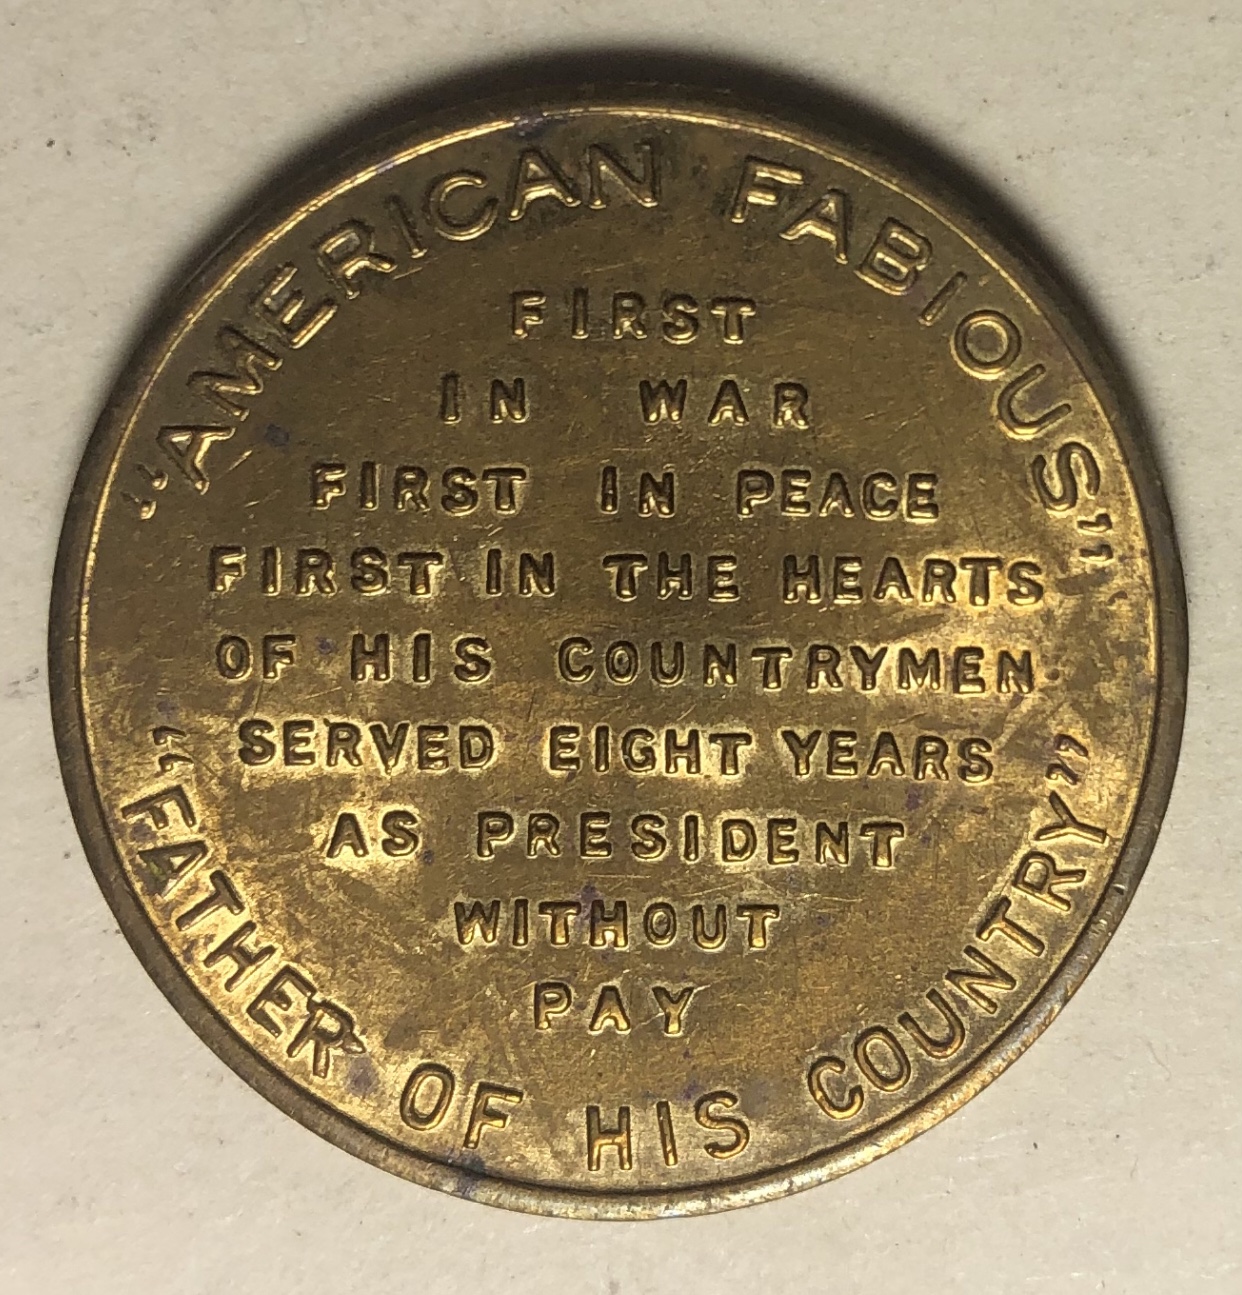 "AMERICAN FABIOUS"
FIRST
IN WAR
FIRST IN PEACE
FIRST IN THE HEARTS
OF HIS COUNTRYMEN
SERVED EIGHT YEARS
AS PRESIDENT
WITHOUT
PAY
"FATHER OF HIS COUNTRY"